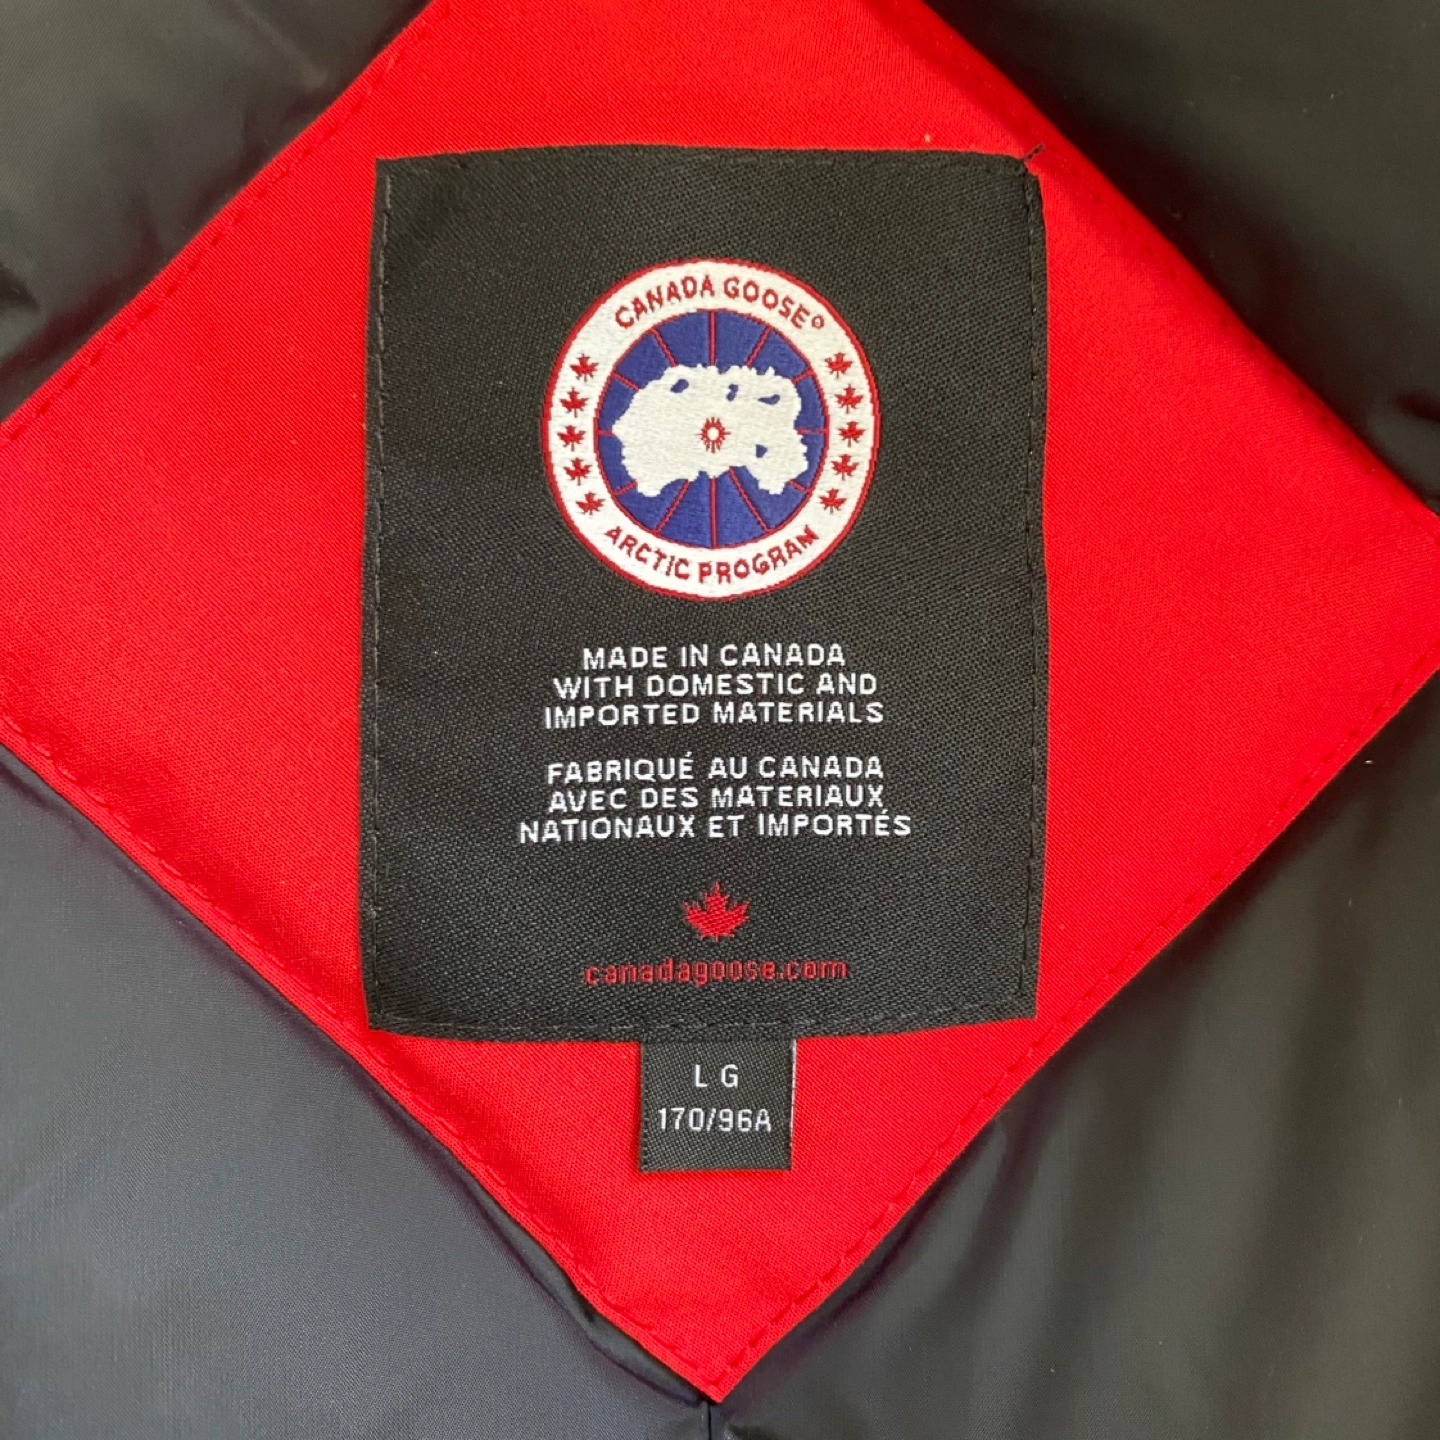 CANADA GOOSE®
ARCTIC PROGRAM
MADE IN CANADA
WITH DOMESTIC AND
IMPORTED MATERIALS
FABRIQUÉ AU CANADA
AVEC DES MATERIAUX
NATIONAUX ET IMPORTÉS
canadagoose.com
LG
170/96A